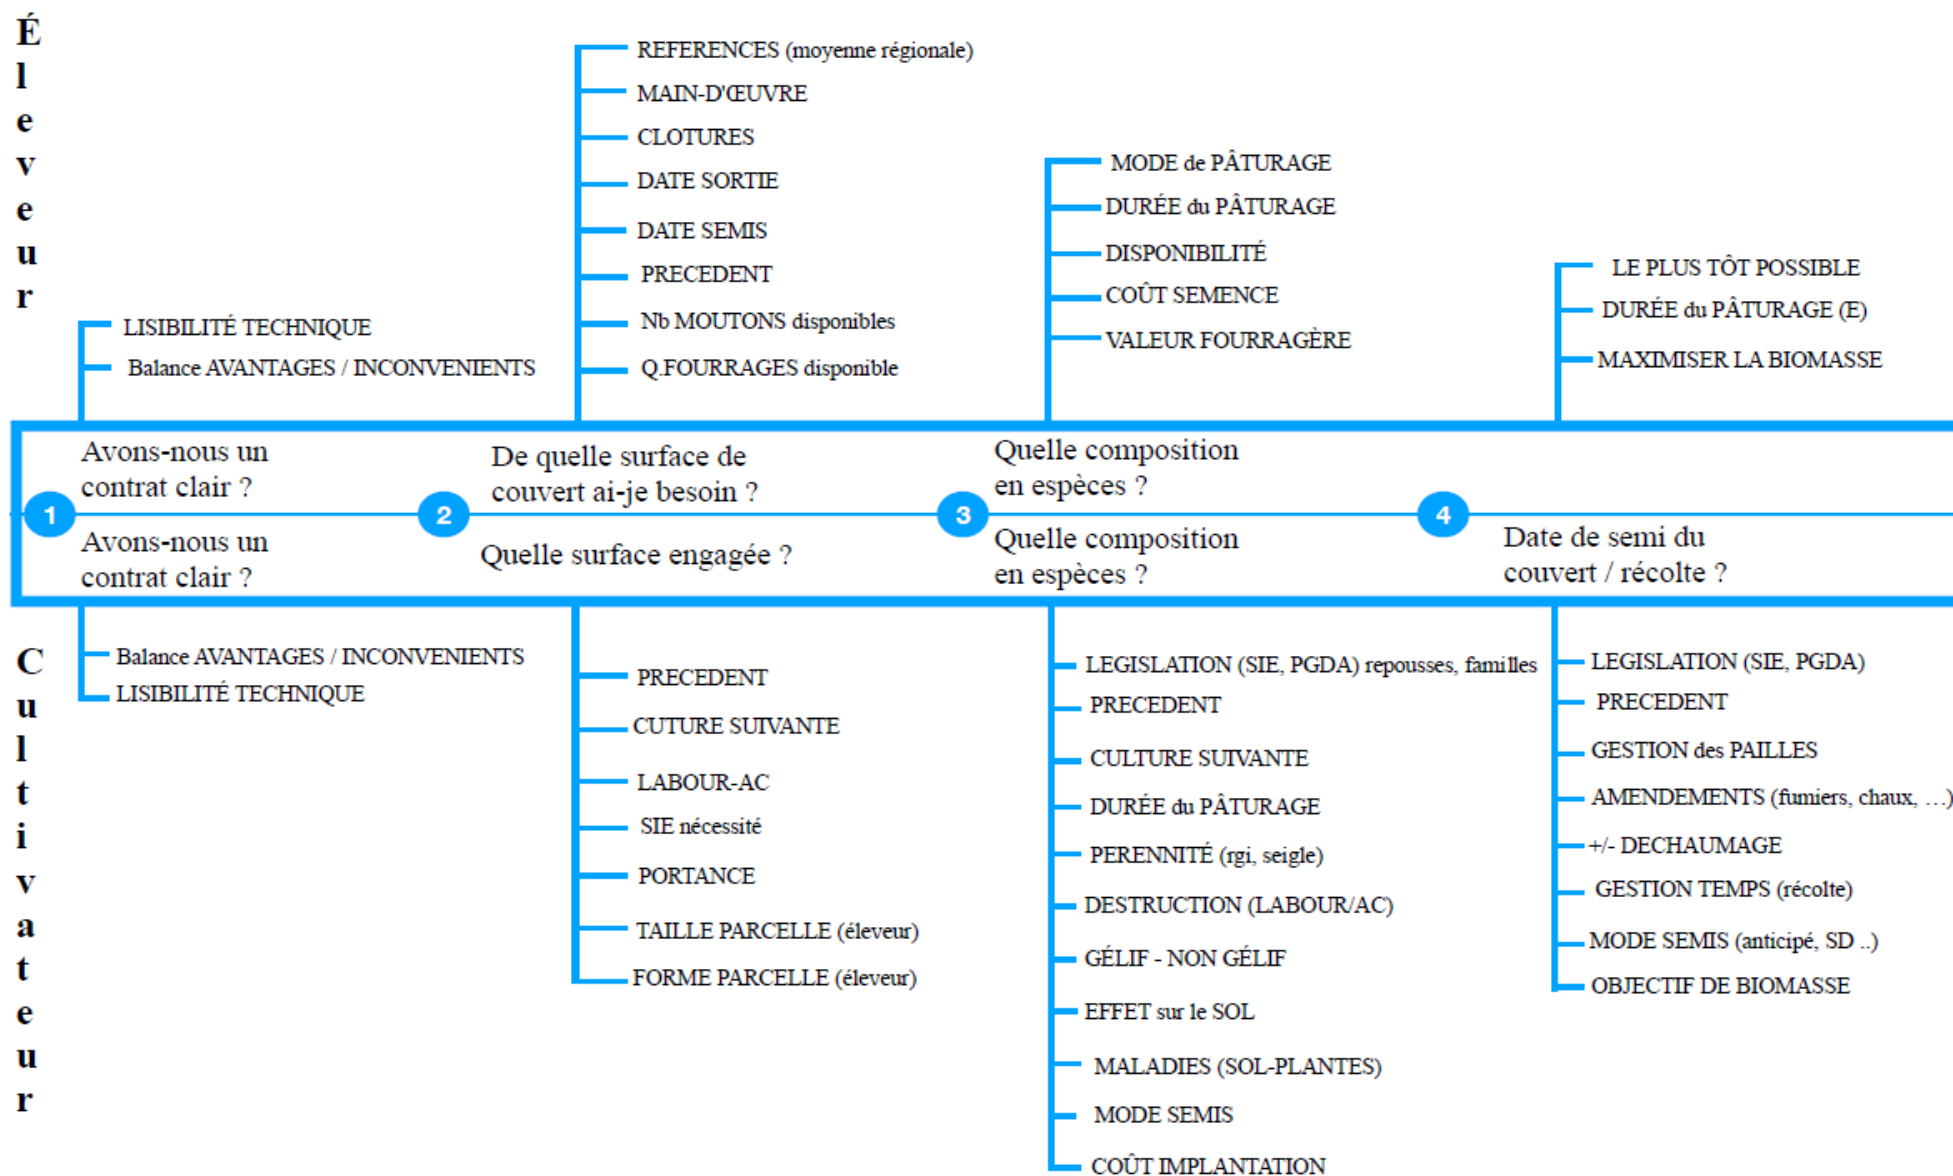 Éleveur
REFERENCES (moyenne régionale)
MAIN-D'ŒUVRE
CLOTURES
DATE SORTIE
DATE SEMIS
PRECEDENT
Nb MOUTONS disponibles
Q.FOURRAGES disponible
MODE de PÂTURAGE
DURÉE du PÂTURAGE
DISPONIBILITÉ
COÛT SEMENCE
VALEUR FOURRAGÈRE
LE PLUS TÔT POSSIBLE
DURÉE du PÂTURAGE (E)
MAXIMISER LA BIOMASSE
LISIBILITÉ TECHNIQUE
Balance AVANTAGES / INCONVENIENTS
Avons-nous un
contrat clair ?
De quelle surface de
couvert ai-je besoin ?
Quelle composition
en espèces ?
1
2
3
4
Avons-nous un
contrat clair ?
Quelle surface engagée ?
Quelle composition
en espèces ?
Date de semi du
couvert / récolte ?
Cultivateur
Balance AVANTAGES / INCONVENIENTS
LISIBILITÉ TECHNIQUE
PRECEDENT
CUTURE SUIVANTE
LABOUR-AC
SIE nécessité
PORTANCE
TAILLE PARCELLE (éleveur)
FORME PARCELLE (éleveur)
LEGISLATION (SIE, PGDA) repousses, familles
PRECEDENT
CULTURE SUIVANTE
DURÉE du PÂTURAGE
PERENNITÉ (rgi, seigle)
DESTRUCTION (LABOUR/AC)
GÉLIF - NON GÉLIF
EFFET sur le SOL
MALADIES (SOL-PLANTES)
MODE SEMIS
COÛT IMPLANTATION
LEGISLATION (SIE, PGDA)
PRECEDENT
GESTION des PAILLES
AMENDEMENTS (fumiers, chaux, …)
+/- DECHAUMAGE
GESTION TEMPS (récolte)
MODE SEMIS (anticipé, SD ..)
OBJECTIF DE BIOMASSE